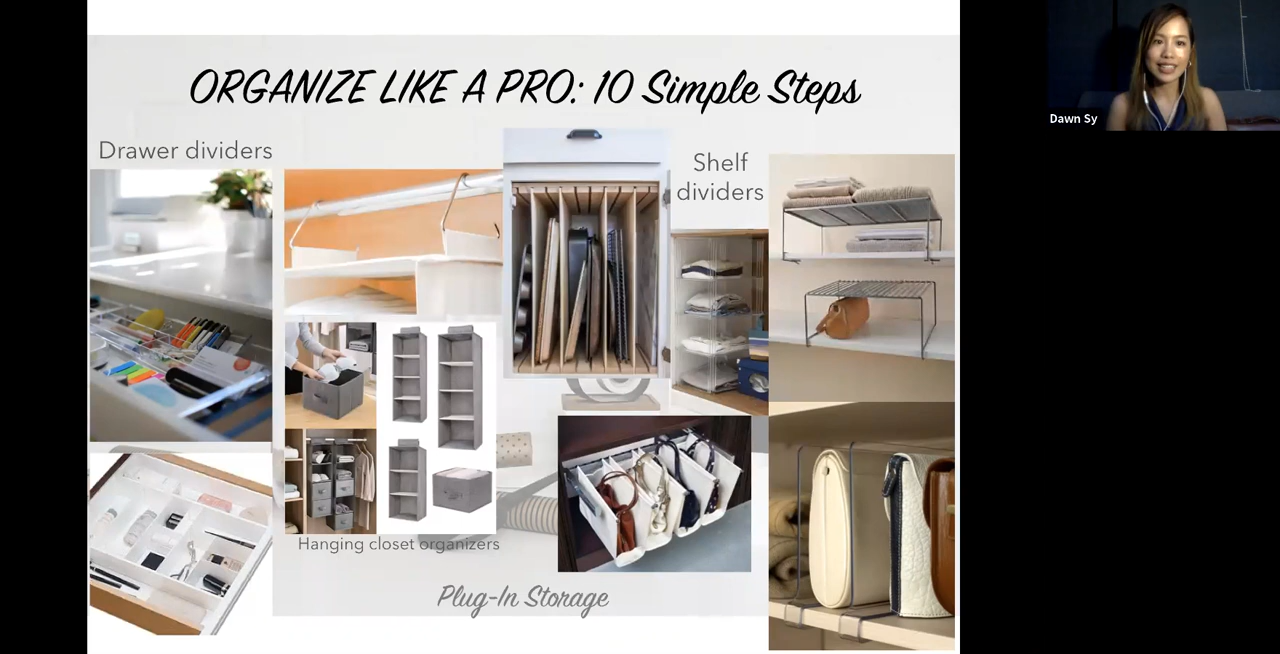 ORGANIZE LIKE A PRO: 10 Simple Steps
Drawer dividers
Shelf
dividers
Hanging closet organizers
Plug-In Storage
Dawn Sy